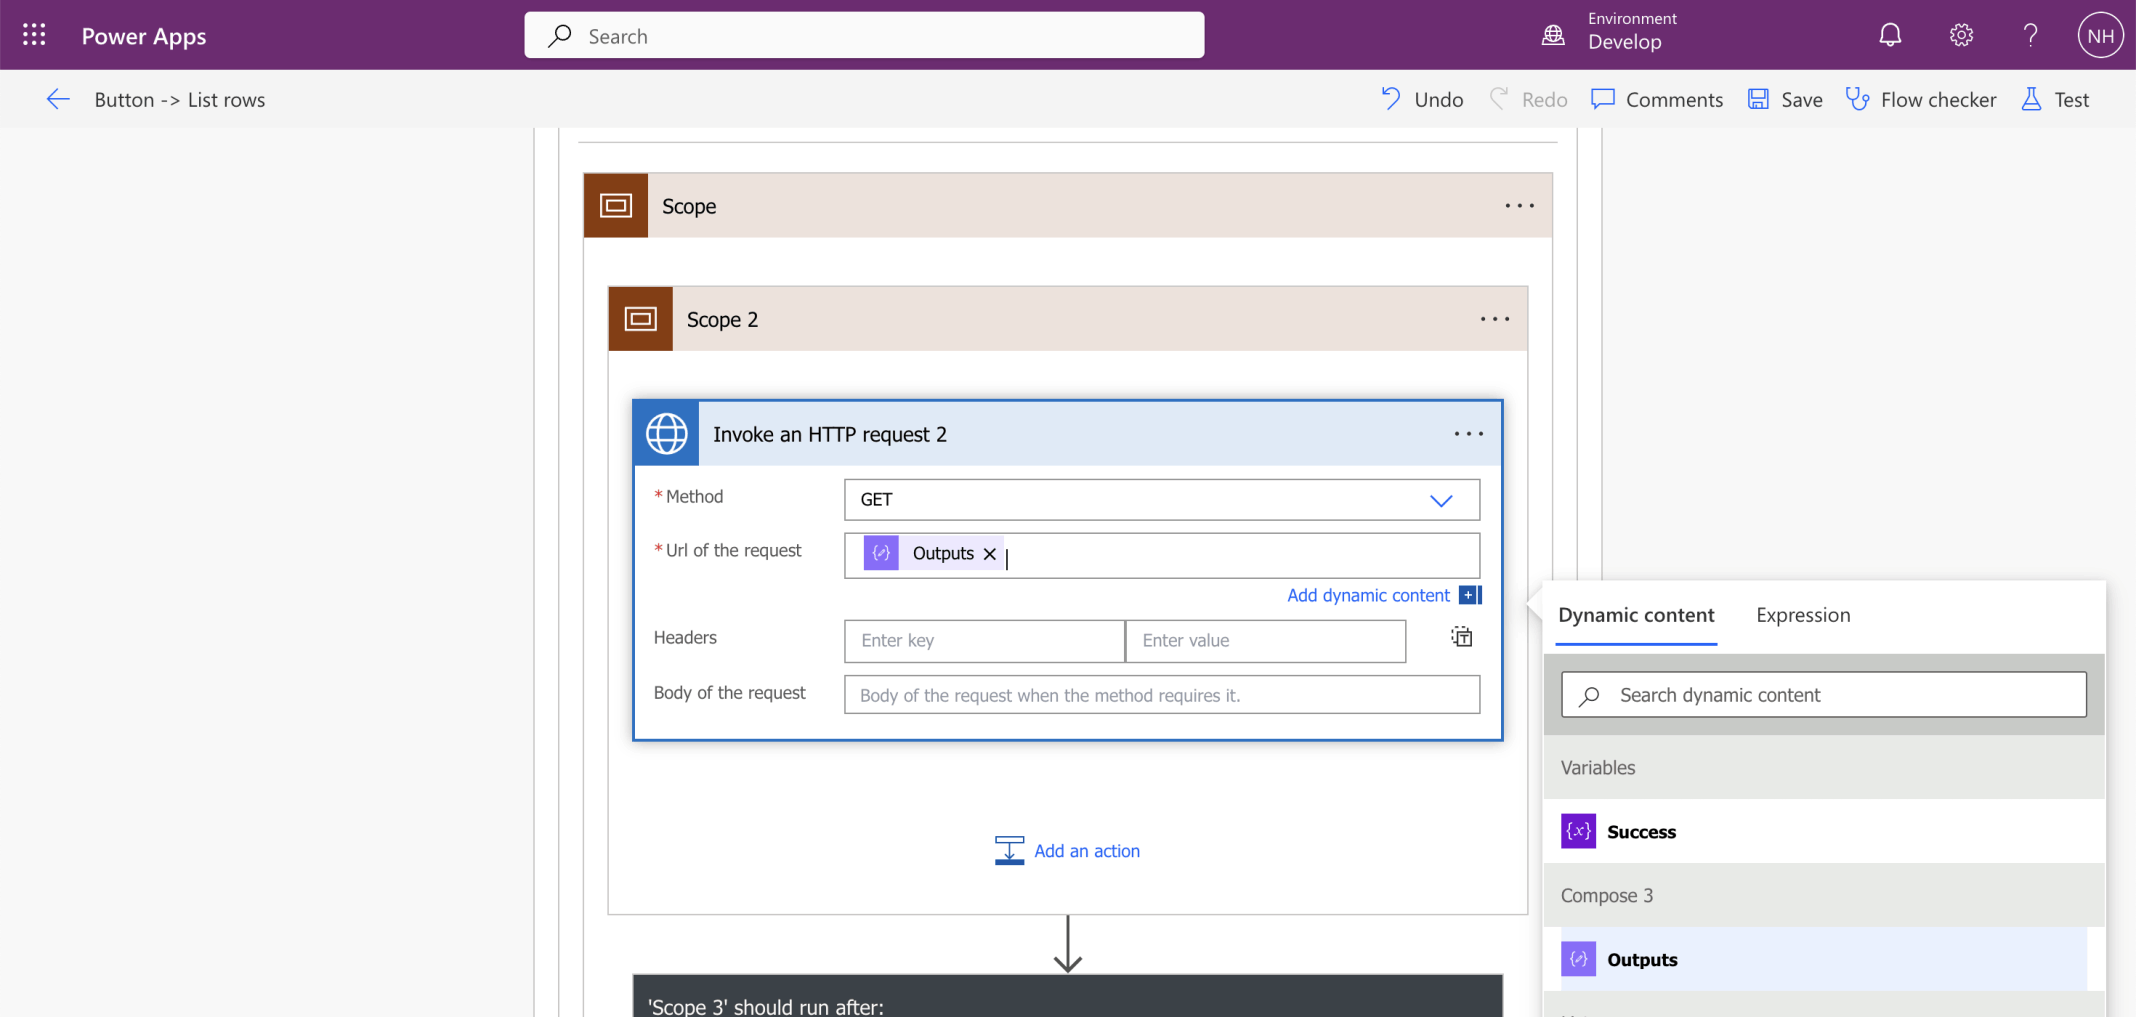 Power Apps
Search
Environment
Develop
NH
Button -> List rows
Undo
Redo
Comments
Save
Flow checker
Test
Scope
Scope 2
Invoke an HTTP request 2
* Method
GET
* Url of the request
Outputs
Add dynamic content
Headers
Enter key
Enter value
Body of the request
Body of the request when the method requires it.
Add an action
'Scope 3' should run after:
Dynamic content
Expression
Search dynamic content
Variables
Success
Compose 3
Outputs